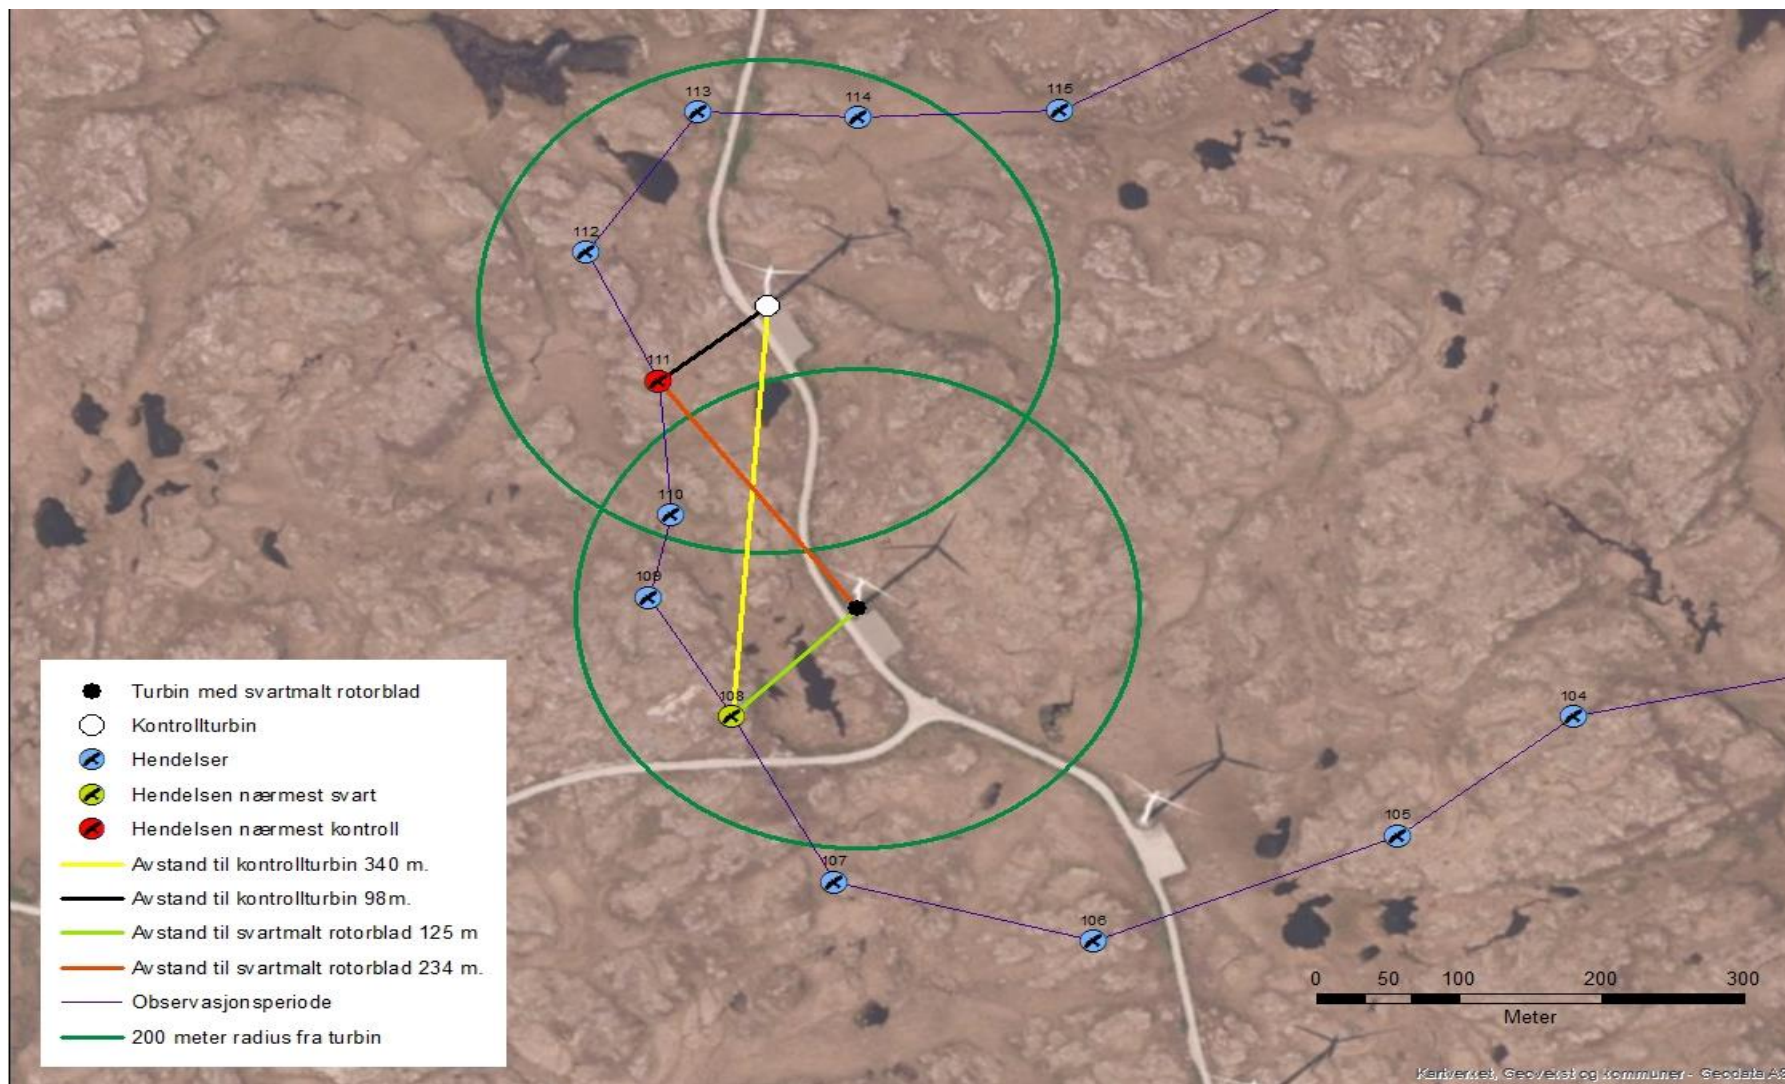 113
114
115
112
111
110
109
108
104
105
107
106
Turbin med svartmalt rotorblad
Kontrollturbin
Hendelser
Hendelsen nærmest svart
Hendelsen nærmest kontroll
Avstand til kontrollturbin 340 m.
Avstand til kontrollturbin 98m.
Avstand til svartmalt rotorblad 125 m
Avstand til svartmalt rotorblad 234 m.
Observasjonsperiode
200 meter radius fra turbin
0 50 100 200 300
Meter
Kartverket, Geovekst og kommuner - Geodata AS